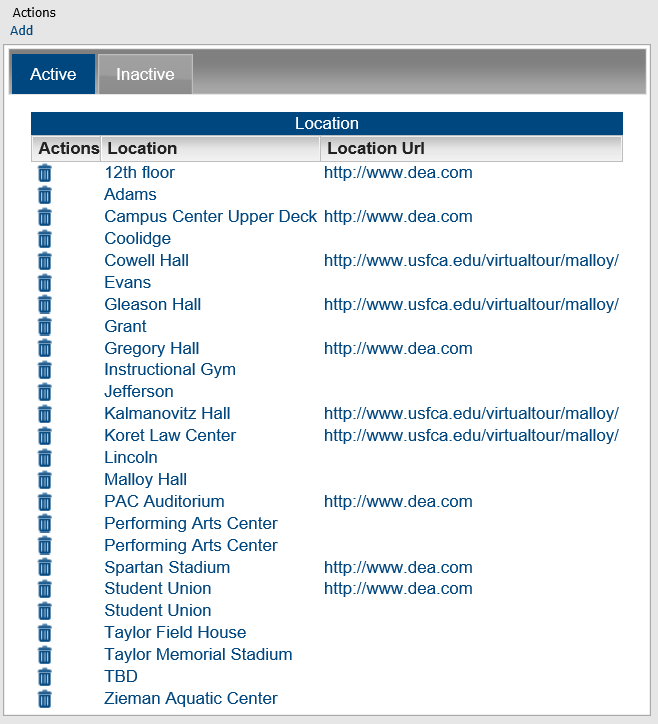 Actions
Add
Active Inactive
Location
Actions Location Location Url
12th floor http://www.dea.com
Adams
Campus Center Upper Deck http://www.dea.com
Coolidge
Cowell Hall http://www.usfca.edu/virtualtour/malloy/
Evans
Gleason Hall http://www.usfca.edu/virtualtour/malloy/
Grant
Gregory Hall http://www.dea.com
Instructional Gym
Jefferson
Kalmanovitz Hall http://www.usfca.edu/virtualtour/malloy/
Koret Law Center http://www.usfca.edu/virtualtour/malloy/
Lincoln
Malloy Hall
PAC Auditorium http://www.dea.com
Performing Arts Center
Performing Arts Center
Spartan Stadium http://www.dea.com
Student Union http://www.dea.com
Student Union
Taylor Field House
Taylor Memorial Stadium
TBD
Zieman Aquatic Center